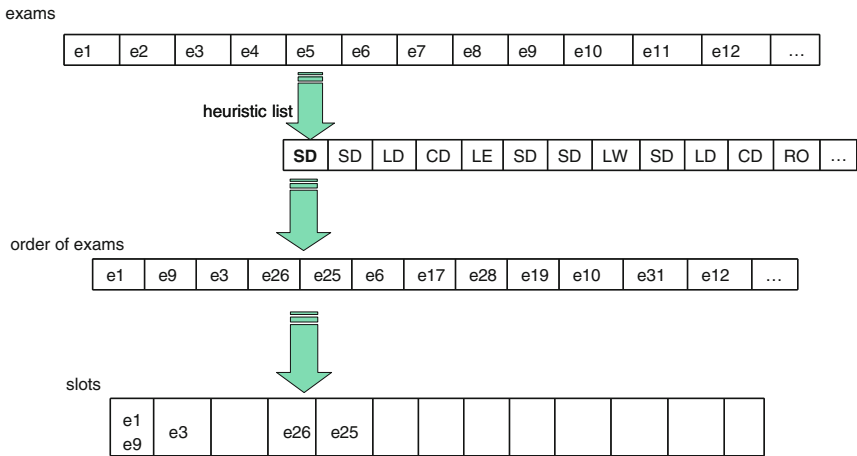 exams
e1 e2 e3 e4 e5 e6 e7 e8 e9 e10 e11 e12 ...
heuristic list
SD SD LD CD LE SD SD LW SD LD CD RO ...
order of exams
e1 e9 e3 e26 e25 e6 e17 e28 e19 e10 e31 e12 ...
slots
e1 e3 e26 e25
e9